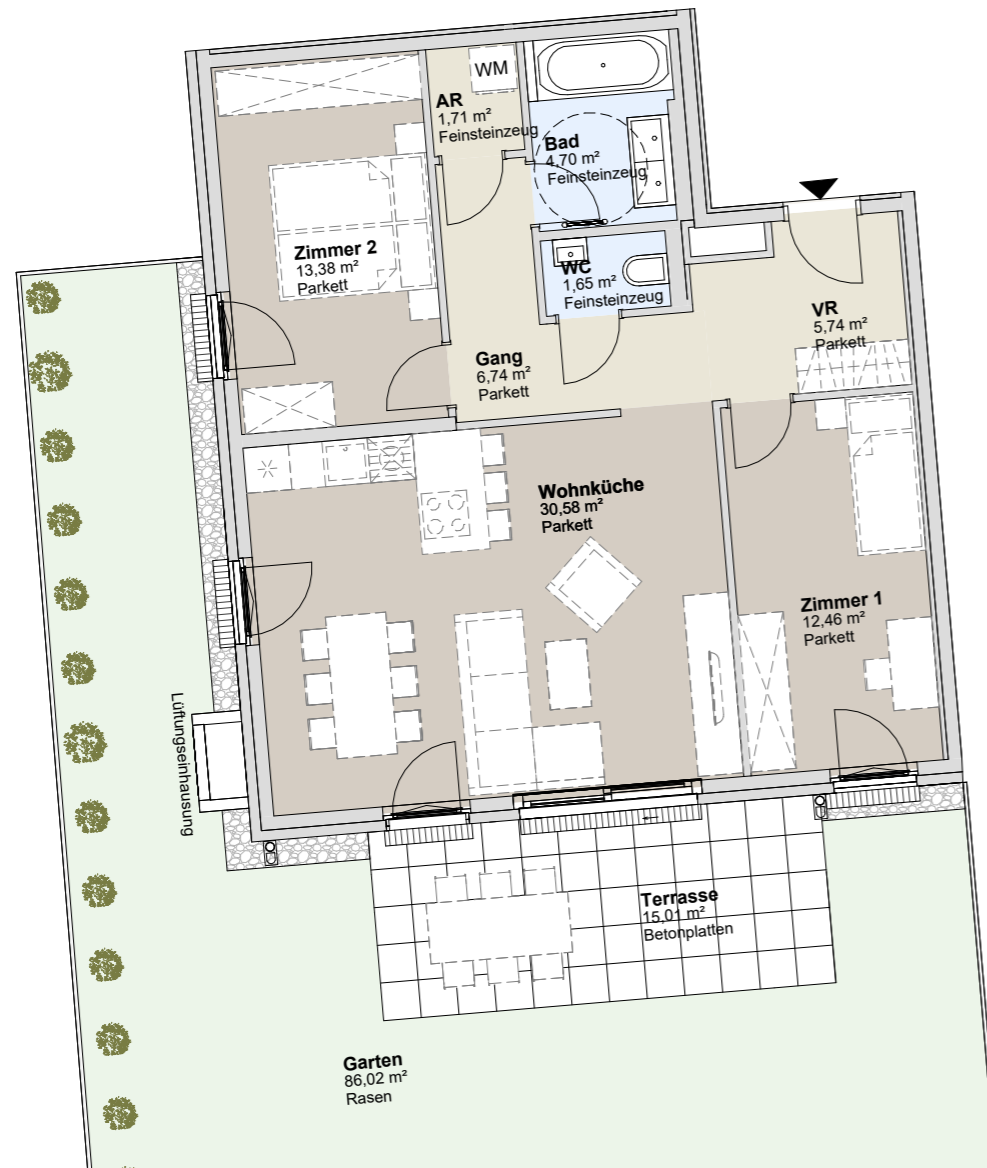 WM
AR
1,71 m²
Feinsteinzeug
Bad
4,70 m²
Feinsteinzeug
Zimmer 2
13,38 m²
Parkett
WC
1,65 m²
Feinsteinzeug
VR
5,74 m²
Parkett
Gang
6,74 m²
Parkett
Wohnküche
30,58 m²
Parkett
Zimmer 1
12,46 m²
Parkett
Lüftungseinhausung
Terrasse
15,01 m²
Betonplatten
Garten
86,02 m²
Rasen